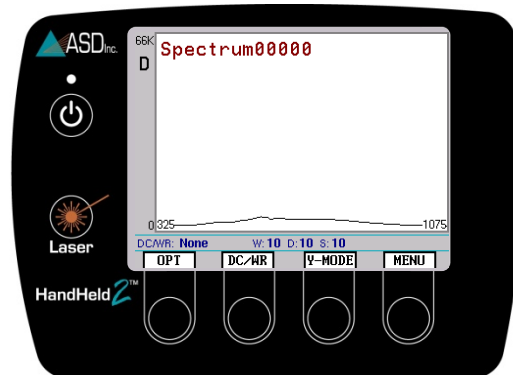 ASD Inc.
66K
D
Spectrum00000
0 325 1075
DC/WR: None W: 10 D: 10 S: 10
OPT DC/WR Y-MODE MENU
Laser
HandHeld 2™